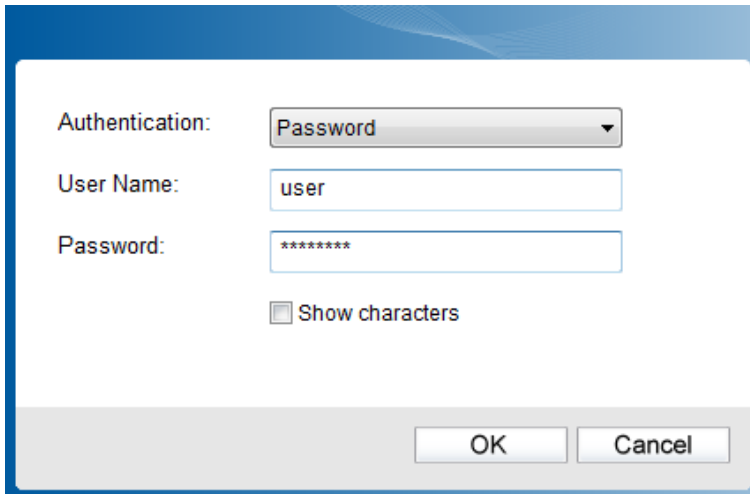 Authentication: Password
User Name: user
Password: ********
Show characters
OK Cancel